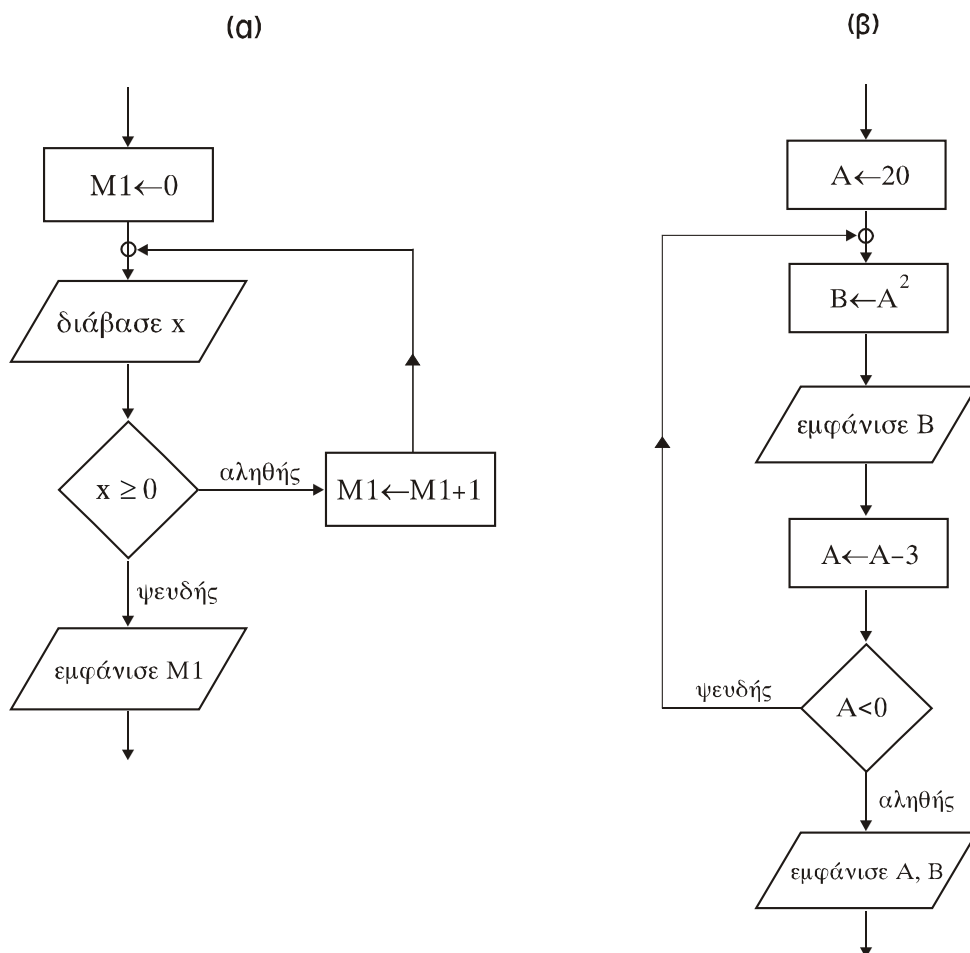 (α)
M1←0
διάβασε x
x ≥ 0
αληθής
M1←M1+1
ψευδής
εμφάνισε M1
(β)
A←20
B←A²
εμφάνισε B
A←A-3
A<0
ψευδής
αληθής
εμφάνισε A, B